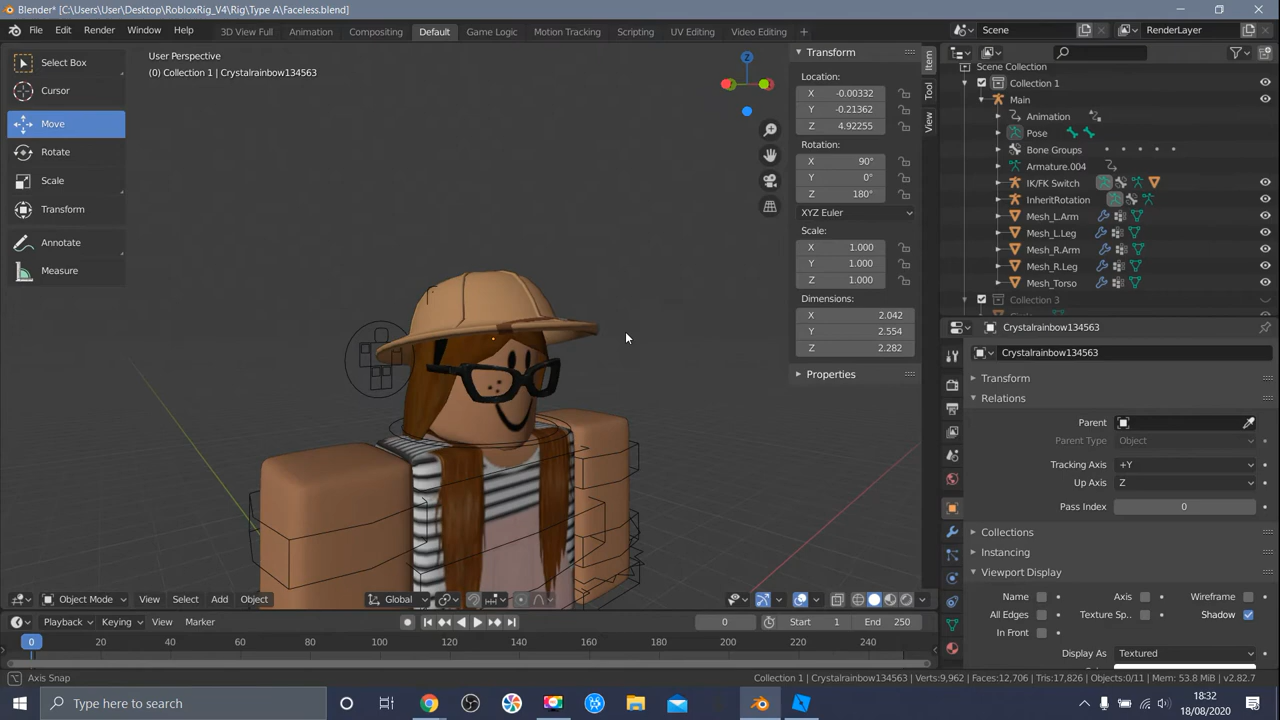 Blender* [C:\Users\User\Desktop\RobloxRig_V4\Rig\Type A\Faceless.blend]
File Edit Render Window Help 3D View Full Animation Compositing Default Game Logic Motion Tracking Scripting UV Editing Video Editing + Scene RenderLayer
User Perspective
(0) Collection 1 | Crystalrainbow134563
Select Box
Cursor
Move
Rotate
Scale
Transform
Annotate
Measure
Z
Transform
Location:
X -0.00332
Y -0.21362
Z 4.92255
Rotation:
X 90°
Y 0°
Z 180°
XYZ Euler
Scale:
X 1.000
Y 1.000
Z 1.000
Dimensions:
X 2.042
Y 2.554
Z 2.282
Properties
Item
Tool
View
Scene Collection
Collection 1
Main
Animation
Pose
Bone Groups
Armature.004
IK/FK Switch
InheritRotation
Mesh_L.Arm
Mesh_L.Leg
Mesh_R.Arm
Mesh_R.Leg
Mesh_Torso
Collection 3
Crystalrainbow134563
Crystalrainbow134563
Transform
Relations
Parent
Parent Type Object
Tracking Axis +Y
Up Axis Z
Pass Index 0
Collections
Instancing
Viewport Display
Name Axis Wireframe
All Edges Texture Sp.. Shadow
In Front
Display As Textured
Object Mode View Select Add Object Global
Playback Keying View Marker 0 Start 1 End 250
0 20 40 60 80 100 120 140 160 180 200 220 240
Axis Snap Collection 1 | Crystalrainbow134563 | Verts:9,962 | Faces:12,706 | Tris:17,826 | Objects:0/11 | Mem: 53.8 MiB | v2.82.7
Type here to search
18:32
18/08/2020